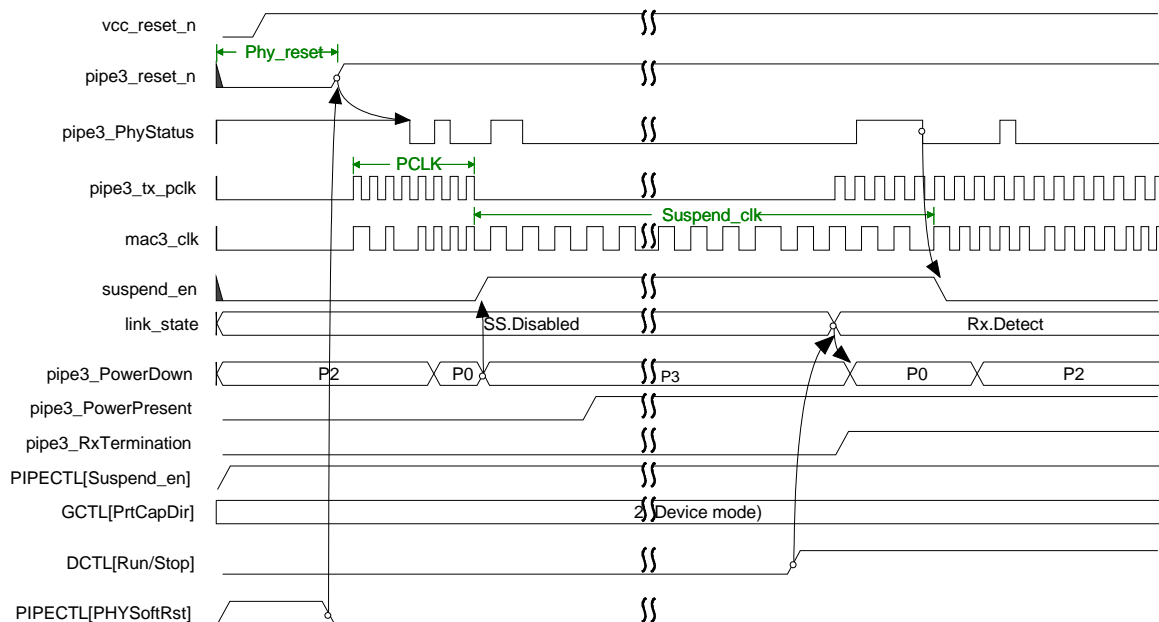 vcc_reset_n
Phy_reset
pipe3_reset_n
pipe3_PhyStatus
PCLK
pipe3_tx_pclk
Suspend_clk
mac3_clk
suspend_en
link_state SS.Disabled Rx.Detect
pipe3_PowerDown P2 P0 P3 P0 P2
pipe3_PowerPresent
pipe3_RxTermination
PIPECTL[Suspend_en]
GCTL[PrtCapDir] 2 Device mode)
DCTL[Run/Stop]
PIPECTL[PHYSoftRst]